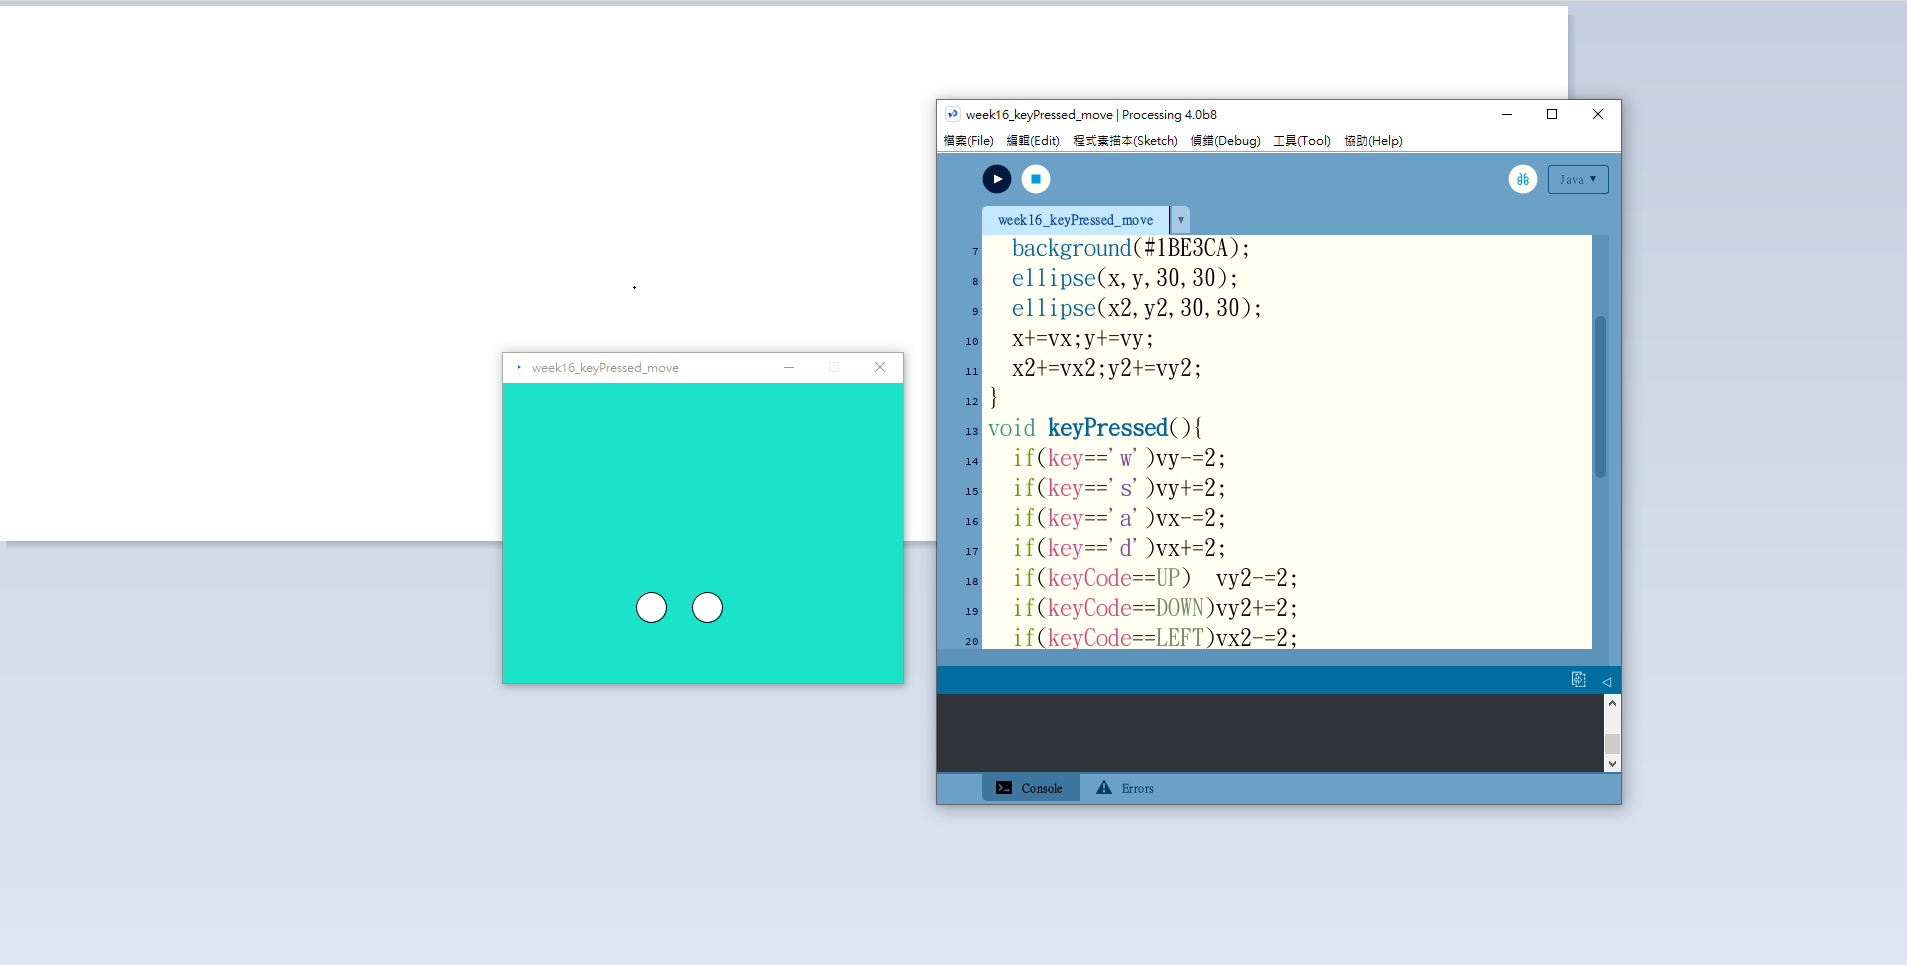 week16_keyPressed_move | Processing 4.0b8
檔案(File) 編輯(Edit) 程式素描本(Sketch) 偵錯(Debug) 工具(Tool) 協助(Help)
Java ▼
week16_keyPressed_move ▼
7 background(#1BE3CA);
8 ellipse(x,y,30,30);
9 ellipse(x2,y2,30,30);
10 x+=vx;y+=vy;
11 x2+=vx2;y2+=vy2;
12 }
13 void keyPressed(){
14 if(key=='w')vy-=2;
15 if(key=='s')vy+=2;
16 if(key=='a')vx-=2;
17 if(key=='d')vx+=2;
18 if(keyCode==UP)  vy2-=2;
19 if(keyCode==DOWN)vy2+=2;
20 if(keyCode==LEFT)vx2-=2;
Console Errors
week16_keyPressed_move